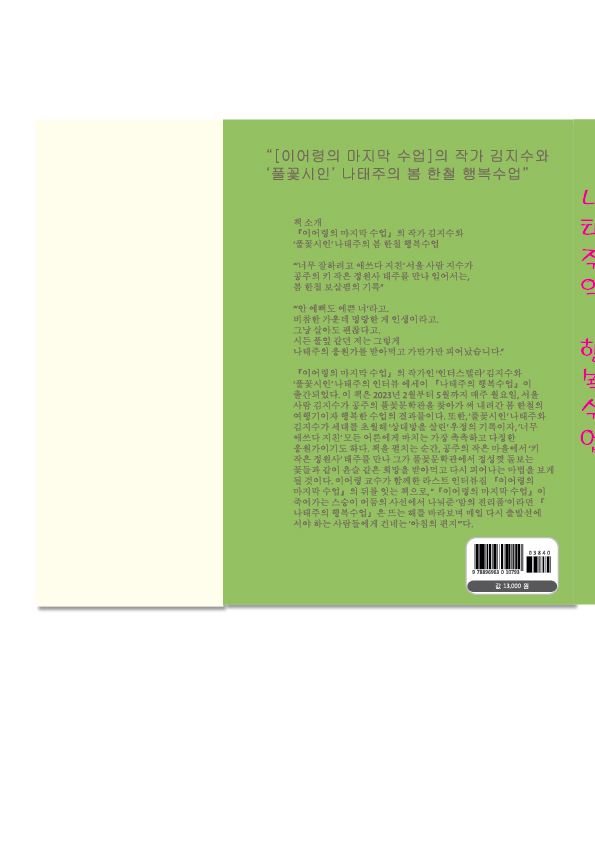 “[이어령의 마지막 수업]의 작가 김지수와
‘풀꽃시인’ 나태주의 봄 한철 행복수업”
책 소개
『이어령의 마지막 수업』의 작가 김지수와
‘풀꽃시인’ 나태주의 봄 한철 행복수업
“너무 잘하려고 애쓰다 지친’ 서울 사람 지수가
공주의 키 작은 정원사 태주를 만나 일어서는,
봄 한철 보살핌의 기록”
“안 예뻐도 예쁜 너’라고.
비참한 가운데 명랑한 게 인생이라고.
그냥 살아도 괜찮다고.
시든 풀잎 같던 저는 그렇게
나태주의 응원가를 받아먹고 가만가만 피어났습니다.”
『이어령의 마지막 수업』의 작가인 ‘인터스텔라’ 김지수와
‘풀꽃시인’ 나태주의 인터뷰 에세이 『나태주의 행복수업』이
출간되었다. 이 책은 2023년 2월부터 5월까지 매주 월요일, 서울
사람 김지수가 공주의 풀꽃문학관을 찾아가 써 내려간 봄 한철의
여행기이자 행복한 수업의 결과물이다. 또한, ‘풀꽃시인’ 나태주와
김지수가 세대를 초월해 ‘상대방을 살린’ 우정의 기록이자, ‘너무
애쓰다 지친’ 모든 어른에게 바치는 가장 촉촉하고 다정한
응원가이기도 하다. 책을 펼치는 순간, 공주의 작은 마을에서 ‘키
작은 정원사’ 태주를 만나 그가 풀꽃문학관에서 정성껏 돌보는
꽃들과 같이 윤슬 같은 희망을 받아먹고 다시 피어나는 마법을 보게
될 것이다. 이어령 교수가 함께한 라스트 인터뷰집 『이어령의
마지막 수업』의 뒤를 잇는 책으로, “『이어령의 마지막 수업』이
죽어가는 스승이 어둠의 사선에서 나눠준 ‘밤의 전리품’이라면 『
나태주의 행복수업』은 뜨는 해를 바라보며 매일 다시 출발선에
서야 하는 사람들에게 건네는 ‘아침의 편지’”다.
03840
9 788969630 10793
값 13,000 원
나태주의 행복수업